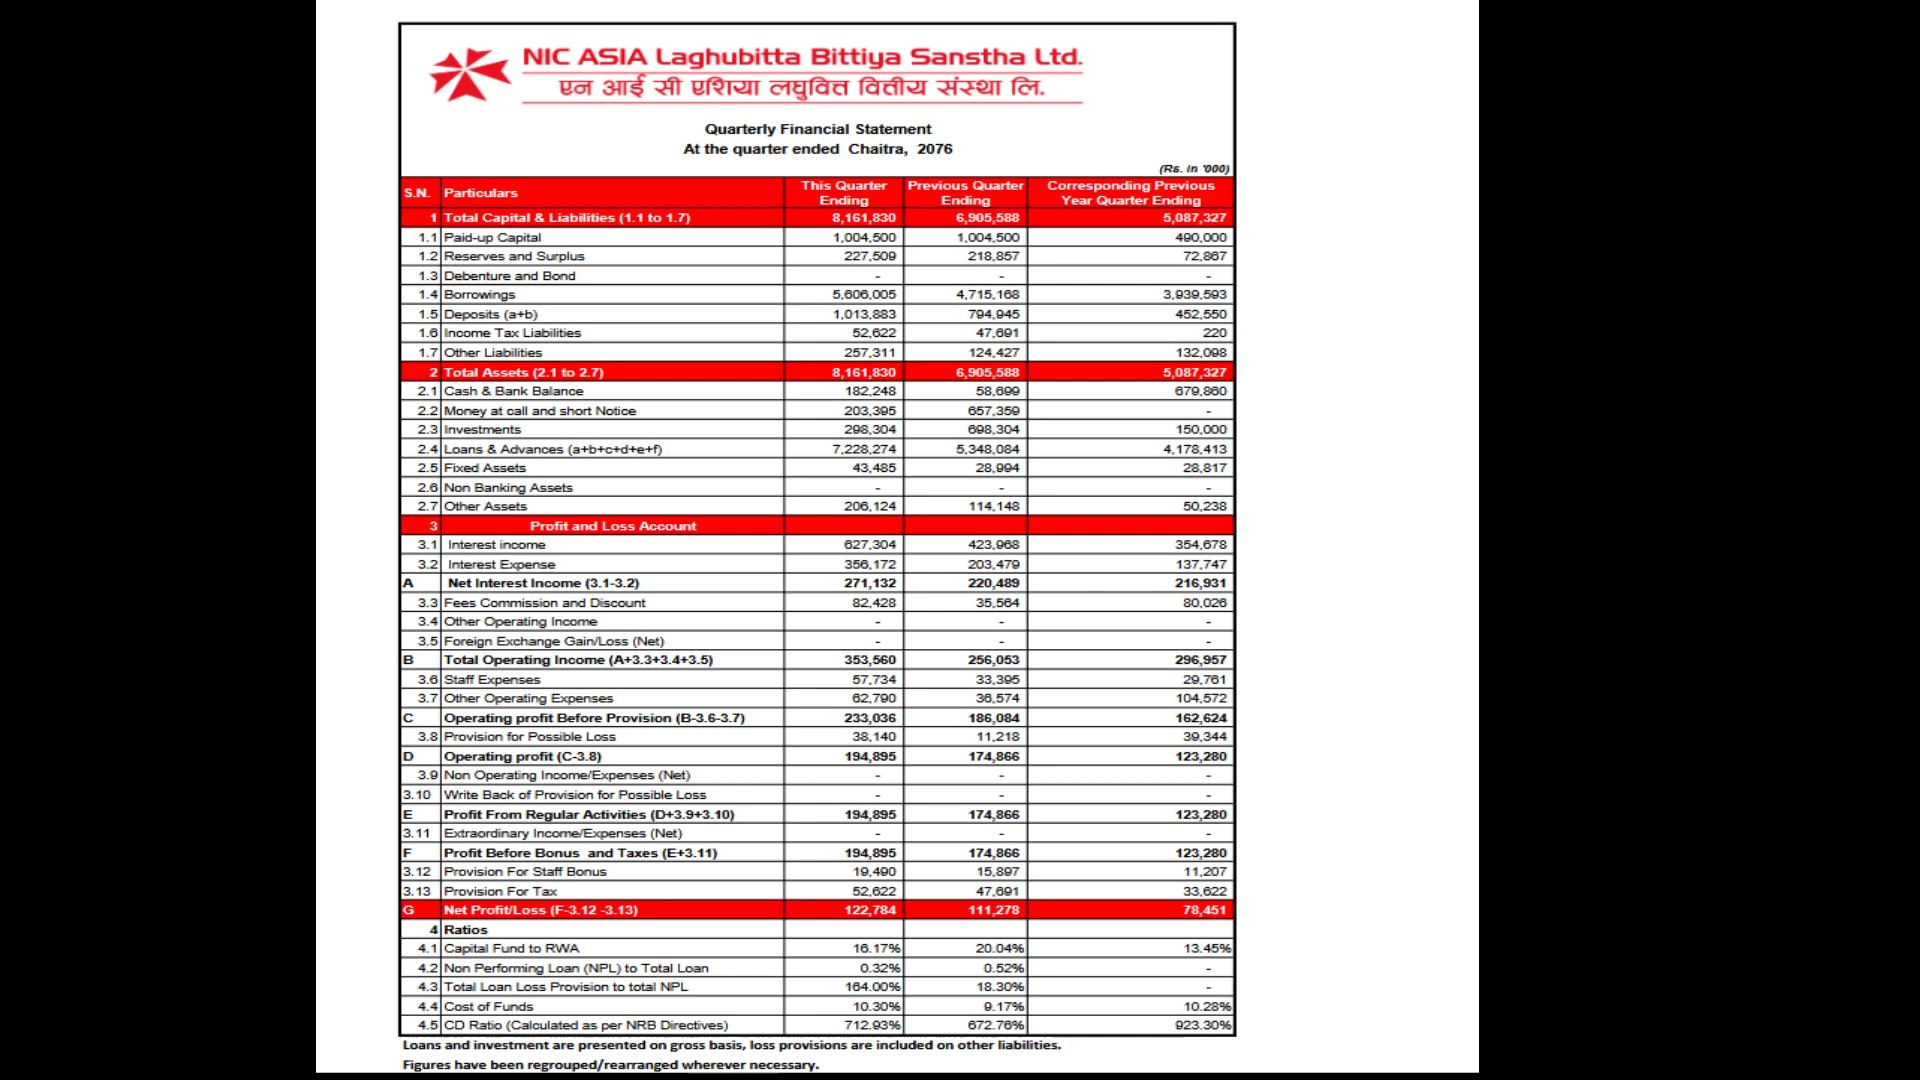 NIC ASIA Laghubitta Bittiya Sanstha Ltd.
एन आई सी एशिया लघुवित्त वित्तीय संस्था लि.
Quarterly Financial Statement
At the quarter ended Chaitra, 2076
(Rs. in '000)
S.N. Particulars This Quarter Ending Previous Quarter Ending Corresponding Previous Year Quarter Ending
1 Total Capital & Liabilities (1.1 to 1.7) 8,161,830 6,905,588 5,087,327
1.1 Paid-up Capital 1,004,500 1,004,500 490,000
1.2 Reserves and Surplus 227,509 218,857 72,867
1.3 Debenture and Bond - - -
1.4 Borrowings 5,606,005 4,715,168 3,939,593
1.5 Deposits (a+b) 1,013,883 794,945 452,550
1.6 Income Tax Liabilities 52,622 47,691 220
1.7 Other Liabilities 257,311 124,427 132,098
2 Total Assets (2.1 to 2.7) 8,161,830 6,905,588 5,087,327
2.1 Cash & Bank Balance 182,248 58,699 679,860
2.2 Money at call and short Notice 203,395 657,359 -
2.3 Investments 298,304 698,304 150,000
2.4 Loans & Advances (a+b+c+d+e+f) 7,228,274 5,348,084 4,178,413
2.5 Fixed Assets 43,485 28,994 28,817
2.6 Non Banking Assets - - -
2.7 Other Assets 206,124 114,148 50,238
3 Profit and Loss Account
3.1 Interest income 627,304 423,968 354,678
3.2 Interest Expense 356,172 203,479 137,747
A Net Interest Income (3.1-3.2) 271,132 220,489 216,931
3.3 Fees Commission and Discount 82,428 35,564 80,026
3.4 Other Operating Income - - -
3.5 Foreign Exchange Gain/Loss (Net) - - -
B Total Operating Income (A+3.3+3.4+3.5) 353,560 256,053 296,957
3.6 Staff Expenses 57,734 33,395 29,761
3.7 Other Operating Expenses 62,790 36,574 104,572
C Operating profit Before Provision (B-3.6-3.7) 233,036 186,084 162,624
3.8 Provision for Possible Loss 38,140 11,218 39,344
D Operating profit (C-3.8) 194,895 174,866 123,280
3.9 Non Operating Income/Expenses (Net) - - -
3.10 Write Back of Provision for Possible Loss - - -
E Profit From Regular Activities (D+3.9+3.10) 194,895 174,866 123,280
3.11 Extraordinary Income/Expenses (Net) - - -
F Profit Before Bonus and Taxes (E+3.11) 194,895 174,866 123,280
3.12 Provision For Staff Bonus 19,490 15,897 11,207
3.13 Provision For Tax 52,622 47,691 33,622
G Net Profit/Loss (F-3.12 -3.13) 122,784 111,278 78,451
4 Ratios
4.1 Capital Fund to RWA 16.17% 20.04% 13.45%
4.2 Non Performing Loan (NPL) to Total Loan 0.32% 0.52% -
4.3 Total Loan Loss Provision to total NPL 164.00% 18.30% -
4.4 Cost of Funds 10.30% 9.17% 10.28%
4.5 CD Ratio (Calculated as per NRB Directives) 712.93% 672.76% 923.30%
Loans and investment are presented on gross basis, loss provisions are included on other liabilities.
Figures have been regrouped/rearranged wherever necessary.